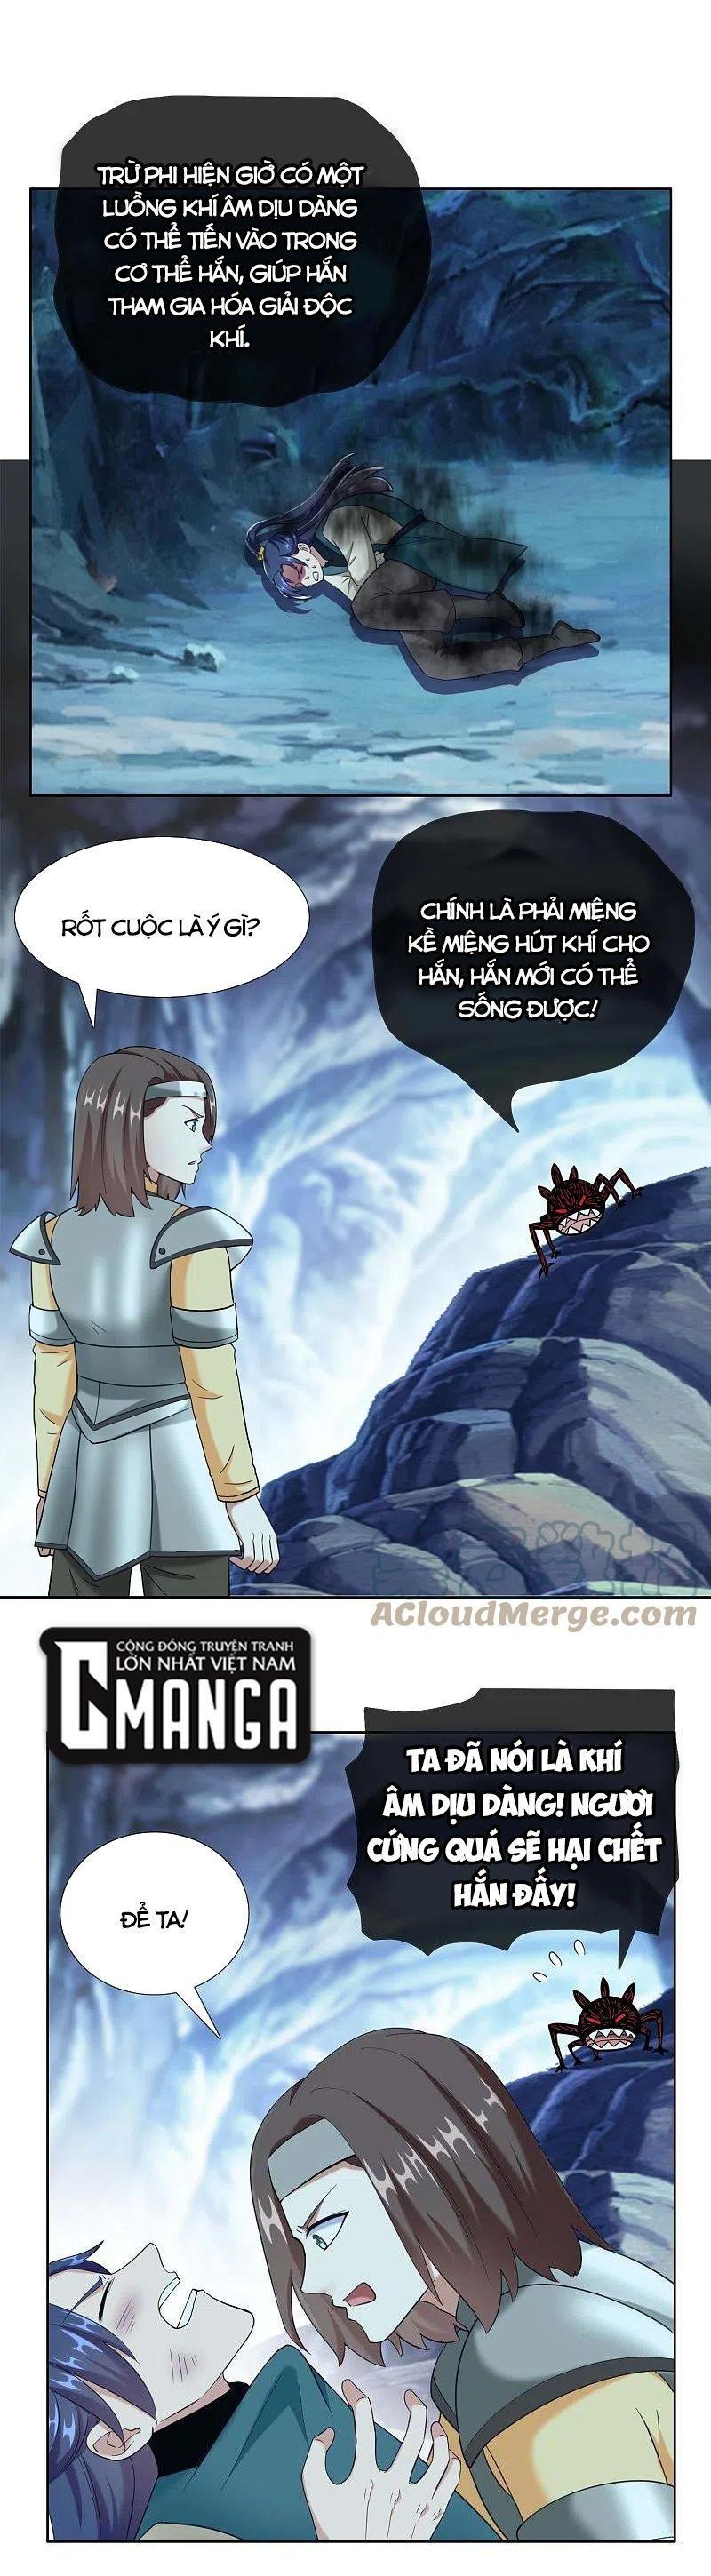 TRỪ PHI HIỆN GIỜ CÓ MỘT
LUỒNG KHÍ ÂM DỊU DÀNG
CÓ THỂ TIẾN VÀO TRONG
CƠ THỂ HẮN, GIÚP HẮN
THAM GIA HÓA GIẢI ĐỘC
KHÍ.
RỐT CUỘC LÀ Ý GÌ?
CHÍNH LÀ PHẢI MIỆNG
KỀ MIỆNG HÚT KHÍ CHO
HẮN, HẮN MỚI CÓ THỂ
SỐNG ĐƯỢC!
ACloudMerge.com
CỘNG ĐỒNG TRUYỆN TRANH
LỚN NHẤT VIỆT NAM
CMANGA
TA ĐÃ NÓI LÀ KHÍ
ÂM DỊU DÀNG! NGƯƠI
CỨNG QUÁ SẼ HẠI CHẾT
HẮN ĐẤY!
ĐỂ TA!